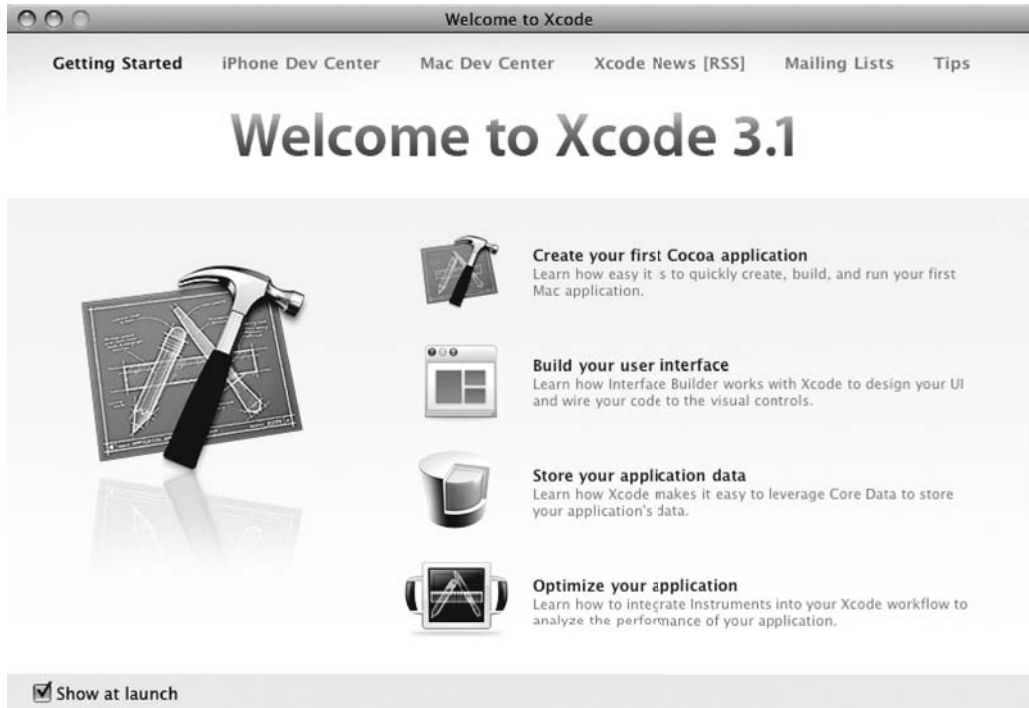 Welcome to Xcode
Getting Started iPhone Dev Center Mac Dev Center Xcode News [RSS] Mailing Lists Tips
Welcome to Xcode 3.1
Create your first Cocoa application
Learn how easy it is to quickly create, build, and run your first
Mac application.
Build your user interface
Learn how Interface Builder works with Xcode to design your UI
and wire your code to the visual controls.
Store your application data
Learn how Xcode makes it easy to leverage Core Data to store
your application's data.
Optimize your application
Learn how to integrate Instruments into your Xcode workflow to
analyze the performance of your application.
Show at launch